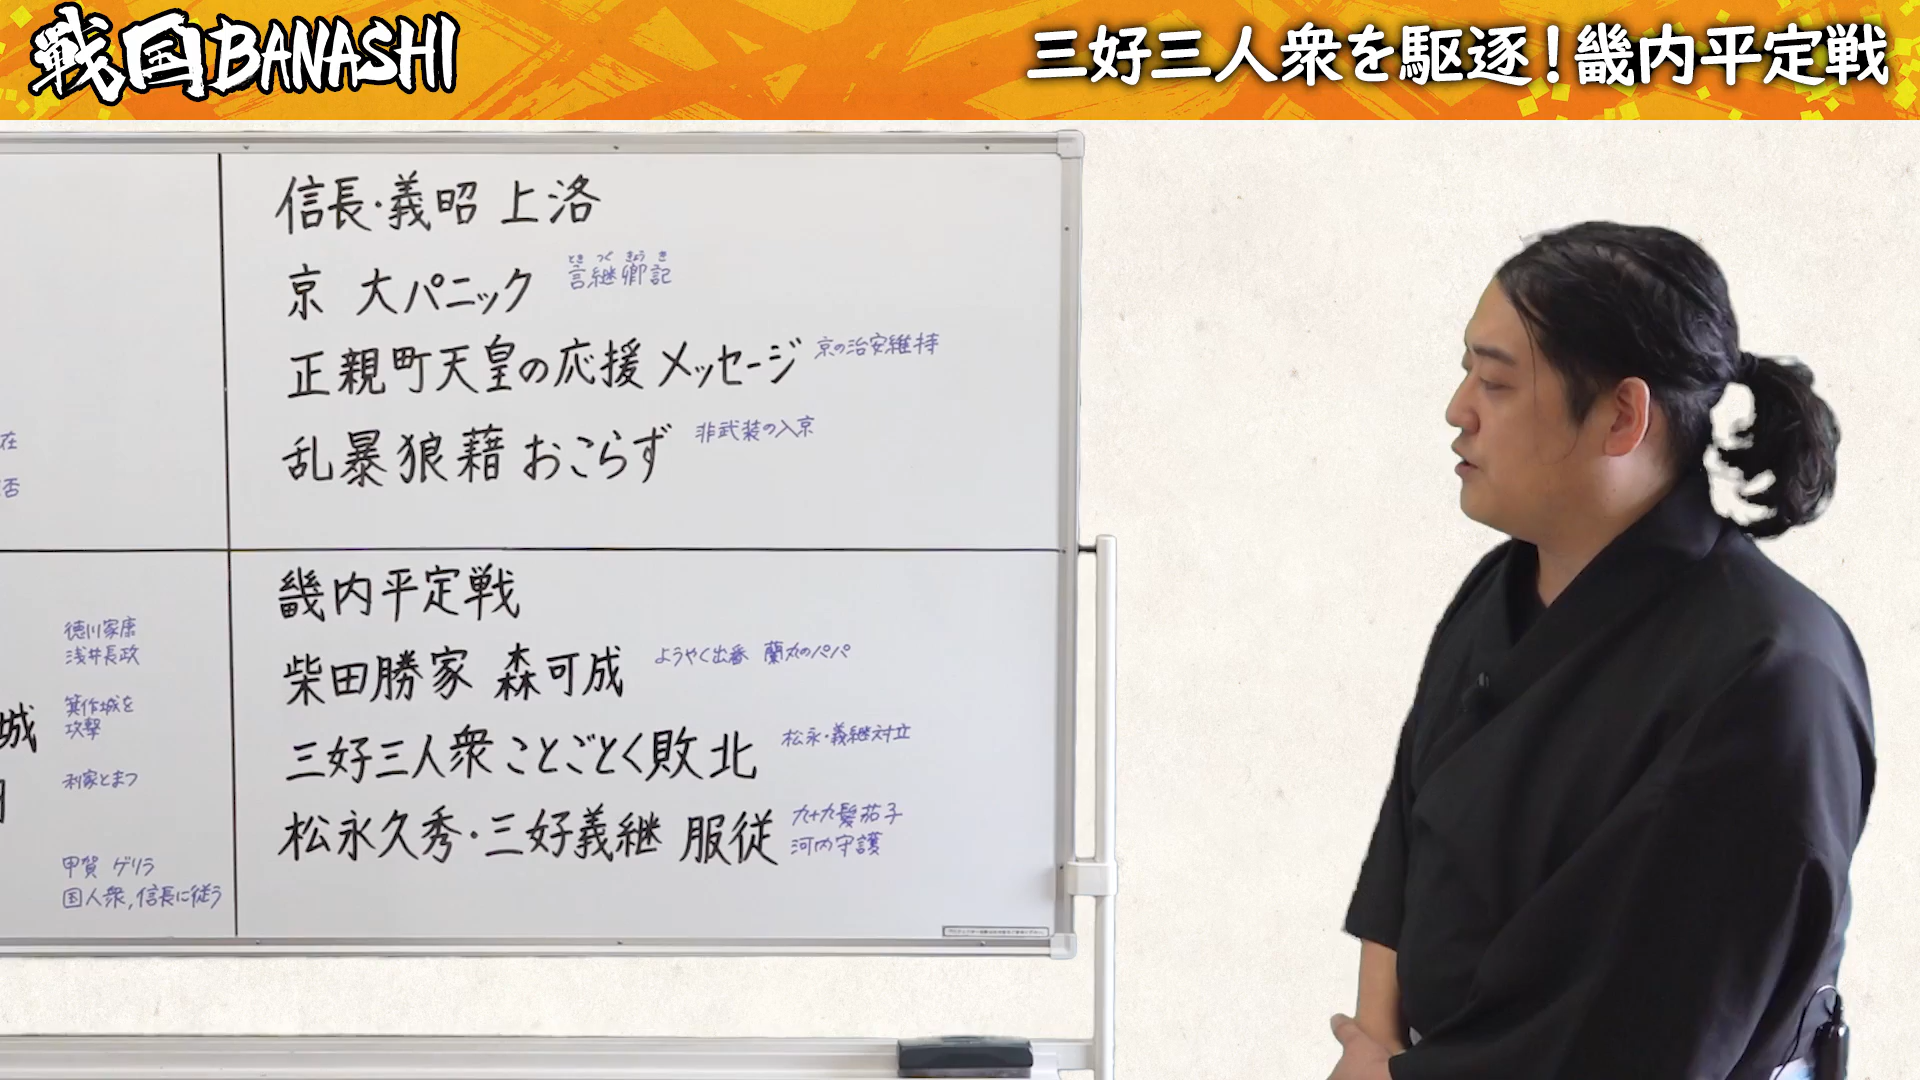 戦国BANASHI
三好三人衆を駆逐！畿内平定戦
信長・義昭 上洛
京 大パニック
とき つぐ きょう き
言継卿記
正親町天皇の応援メッセージ
京の治安維持
乱暴狼藉おこらず
非武装の入京
在
否
畿内平定戦
柴田勝家 森可成
ようやく出番 蘭丸のパパ
三好三人衆ことごとく敗北
松永・義継対立
松永久秀・三好義継 服従
九十九髪茄子
河内守護
徳川家康
浅井長政
城
箕作城を
攻撃
利家とまつ
甲賀 ゲリラ
国人衆,信長に従う